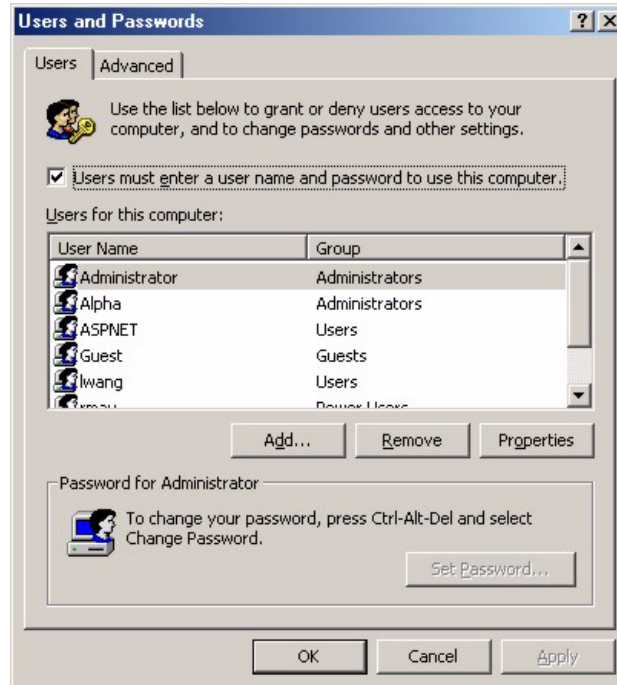 Users and Passwords
Users
Advanced
Use the list below to grant or deny users access to your
computer, and to change passwords and other settings.
Users must enter a user name and password to use this computer.
Users for this computer:
User Name Group
Administrator Administrators
Alpha Administrators
ASPNET Users
Guest Guests
lwang Users
Power Users
Add... Remove Properties
Password for Administrator
To change your password, press Ctrl-Alt-Del and select
Change Password.
Set Password...
OK Cancel Apply